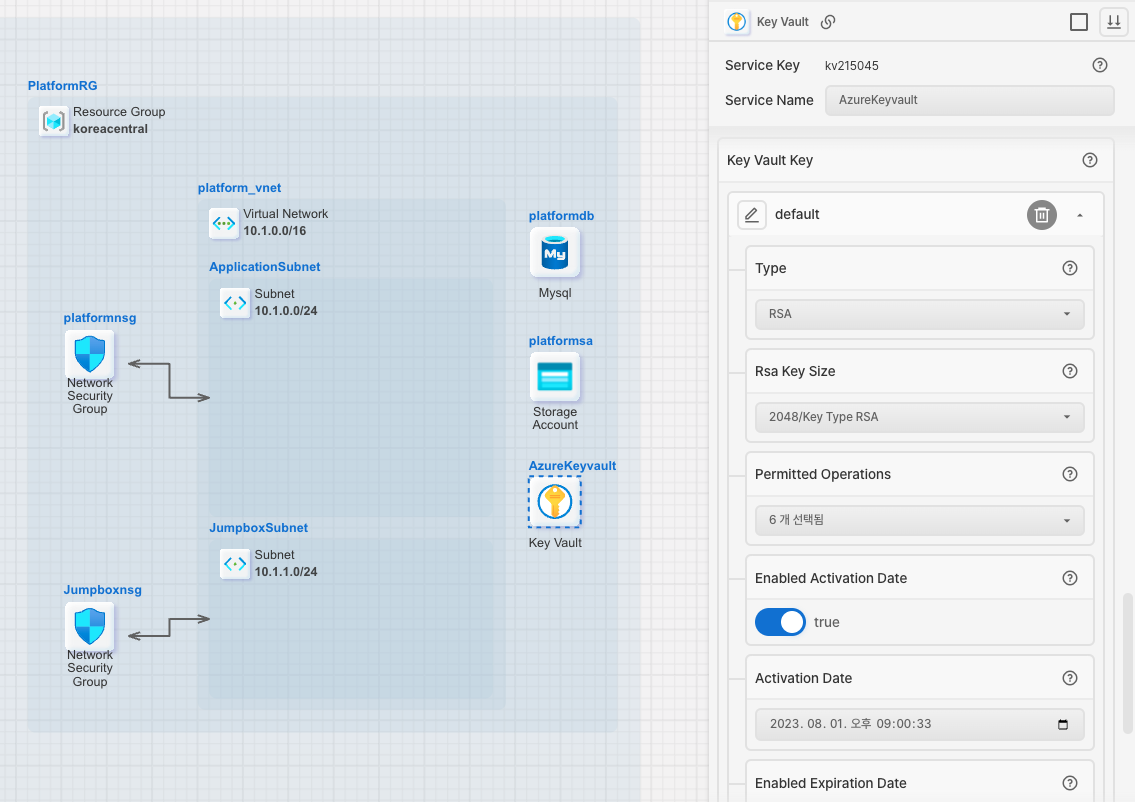 PlatformRG
Resource Group
koreacentral
platform_vnet
Virtual Network
10.1.0.0/16
ApplicationSubnet
Subnet
10.1.0.0/24
platformnsg
Network
Security
Group
JumpboxSubnet
Subnet
10.1.1.0/24
Jumpboxnsg
Network
Security
Group
platformdb
My
Mysql
platformsa
Storage
Account
AzureKeyvault
Key Vault
Key Vault
Service Key kv215045
Service Name AzureKeyvault
Key Vault Key
default
Type
RSA
Rsa Key Size
2048/Key Type RSA
Permitted Operations
6 개 선택됨
Enabled Activation Date
true
Activation Date
2023. 08. 01. 오후 09:00:33
Enabled Expiration Date